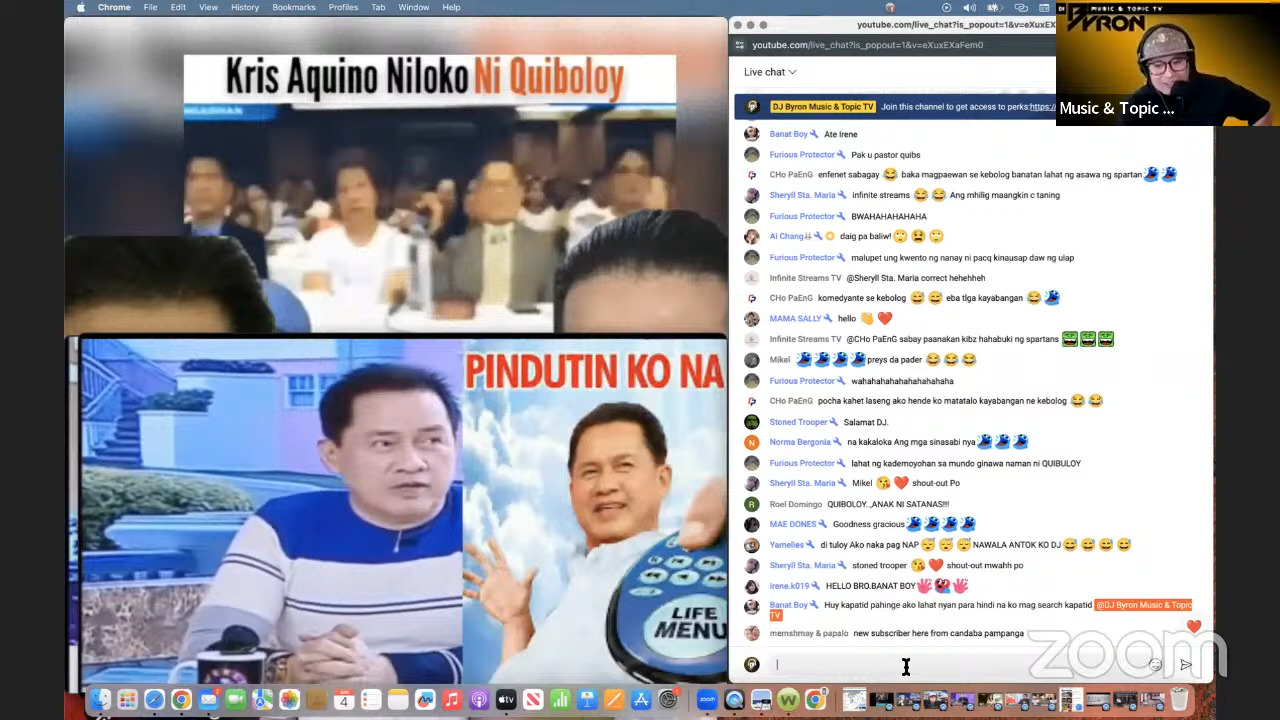 Chrome File Edit View History Bookmarks Profiles Tab Window Help
Kris Aquino Niloko Ni Quiboloy
PINDUTIN KO NA
LIFE
MENU
youtube.com/live_chat?is_popout=1&v=eXuxEX
youtube.com/live_chat?is_popout=1&v=eXuxEXaFem0
Live chat
DJ Byron Music & Topic TV Join this channel to get access to perks:https:/
Banat Boy Ate Irene
Furious Protector Pak u pastor quibs
CHo PaEnG enfenet sabagay 😂 baka magpaewan se kebolog banatan lahat ng asawa ng spartan
Sheryll Sta. Maria infinite streams 😂😂 Ang mhilig maangkin c taning
Furious Protector BWAHAHAHAHA
Ai Chang daig pa baliw!🙄😫🙄
Furious Protector malupet ung kwento ng nanay ni pacq kinausap daw ng uiap
Infinite Streams TV @Sheryll Sta. Maria correct hehehheh
CHo PaEnG komedyante se kebolog 😅😅 eba tlga kayabangan 😂
MAMA SALLY hello 👋❤️
Infinite Streams TV @CHo PaEnG sabay paanakan kibz hahabuki ng spartans
Mikel preys da pader 😂😂😂
Furious Protector wahahahahahahahahaha
CHo PaEnG pocha kahet laseng ako hende ko matatalo kayabangan ne kebolog 😂😂
Stoned Trooper Salamat DJ.
N Norma Bergonia na kakaloka Ang mga sinasabi nya
Furious Protector lahat ng kademoyohan sa mundo ginawa naman ni QUIBULOY
Sheryll Sta. Maria Mikel 😘❤️ shout-out Po
R Roel Domingo QUIBOLOY..,ANAK NI SATANAS!!!
MAE DONES Goodness gracious
Yamelies di tuloy Ako naka pag NAP😴😴😴NAWALA ANTOK KO DJ😅😅😅😅
Sheryll Sta. Maria stoned trooper 😘❤️ shout-out mwahh po
irene.k019 HELLO BRO.BANAT BOY
Banat Boy Huy kapatid pahinge ako lahat nyan para hindi na ko mag search kapatid @DJ Byron Music & Topic
TV
memshmay & papalo new subscriber here from candaba pampanga
zoom
MUSIC & TOPIC TV
BYRON
Music & Topic ...